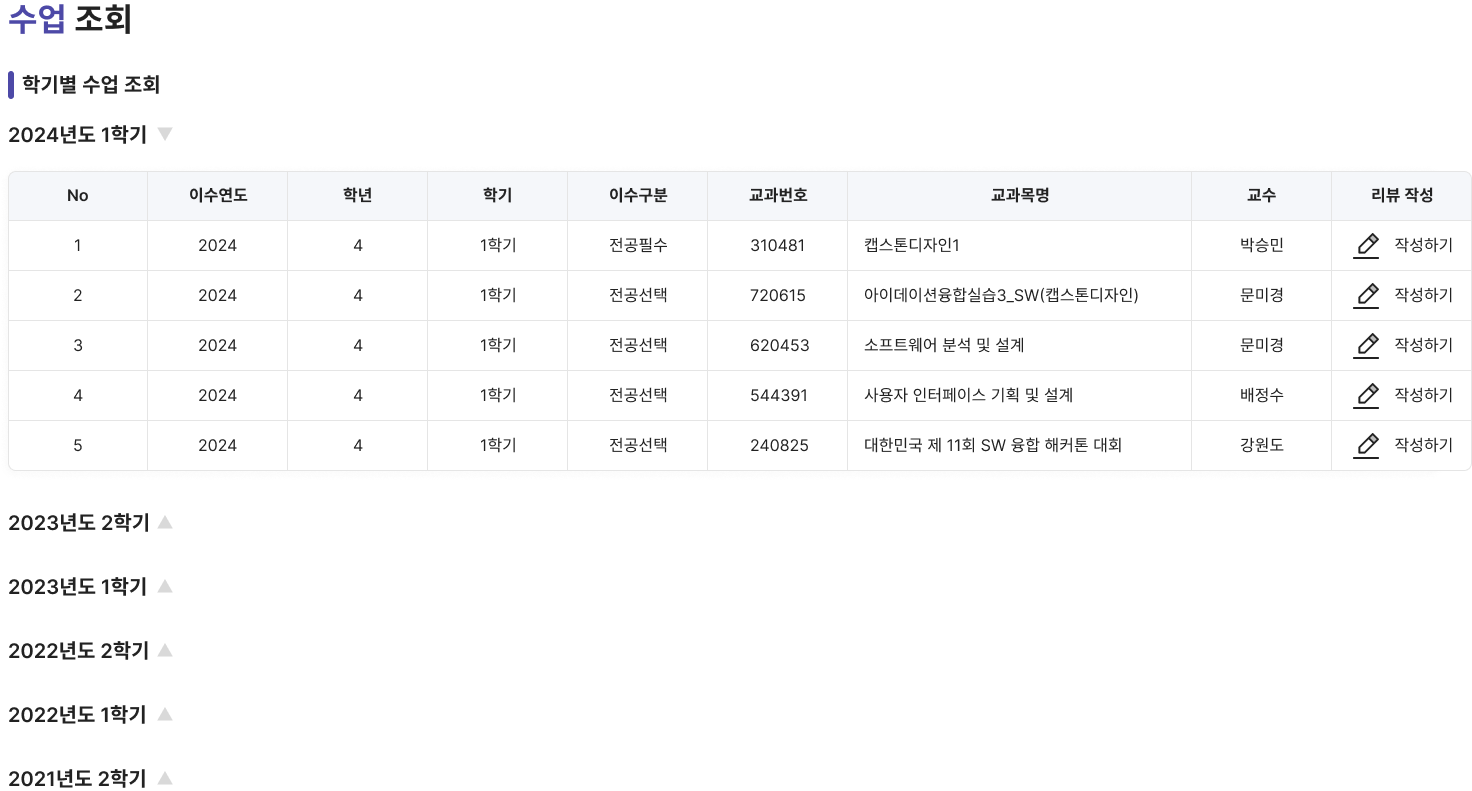 수업 조회
학기별 수업 조회
2024년도 1학기 ▼
No 이수연도 학년 학기 이수구분 교과번호 교과목명 교수 리뷰 작성
1 2024 4 1학기 전공필수 310481 캡스톤디자인1 박승민 작성하기
2 2024 4 1학기 전공선택 720615 아이데이션융합실습3_SW(캡스톤디자인) 문미경 작성하기
3 2024 4 1학기 전공선택 620453 소프트웨어 분석 및 설계 문미경 작성하기
4 2024 4 1학기 전공선택 544391 사용자 인터페이스 기획 및 설계 배정수 작성하기
5 2024 4 1학기 전공선택 240825 대한민국 제 11회 SW 융합 해커톤 대회 강원도 작성하기
2023년도 2학기 ▲
2023년도 1학기 ▲
2022년도 2학기 ▲
2022년도 1학기 ▲
2021년도 2학기 ▲